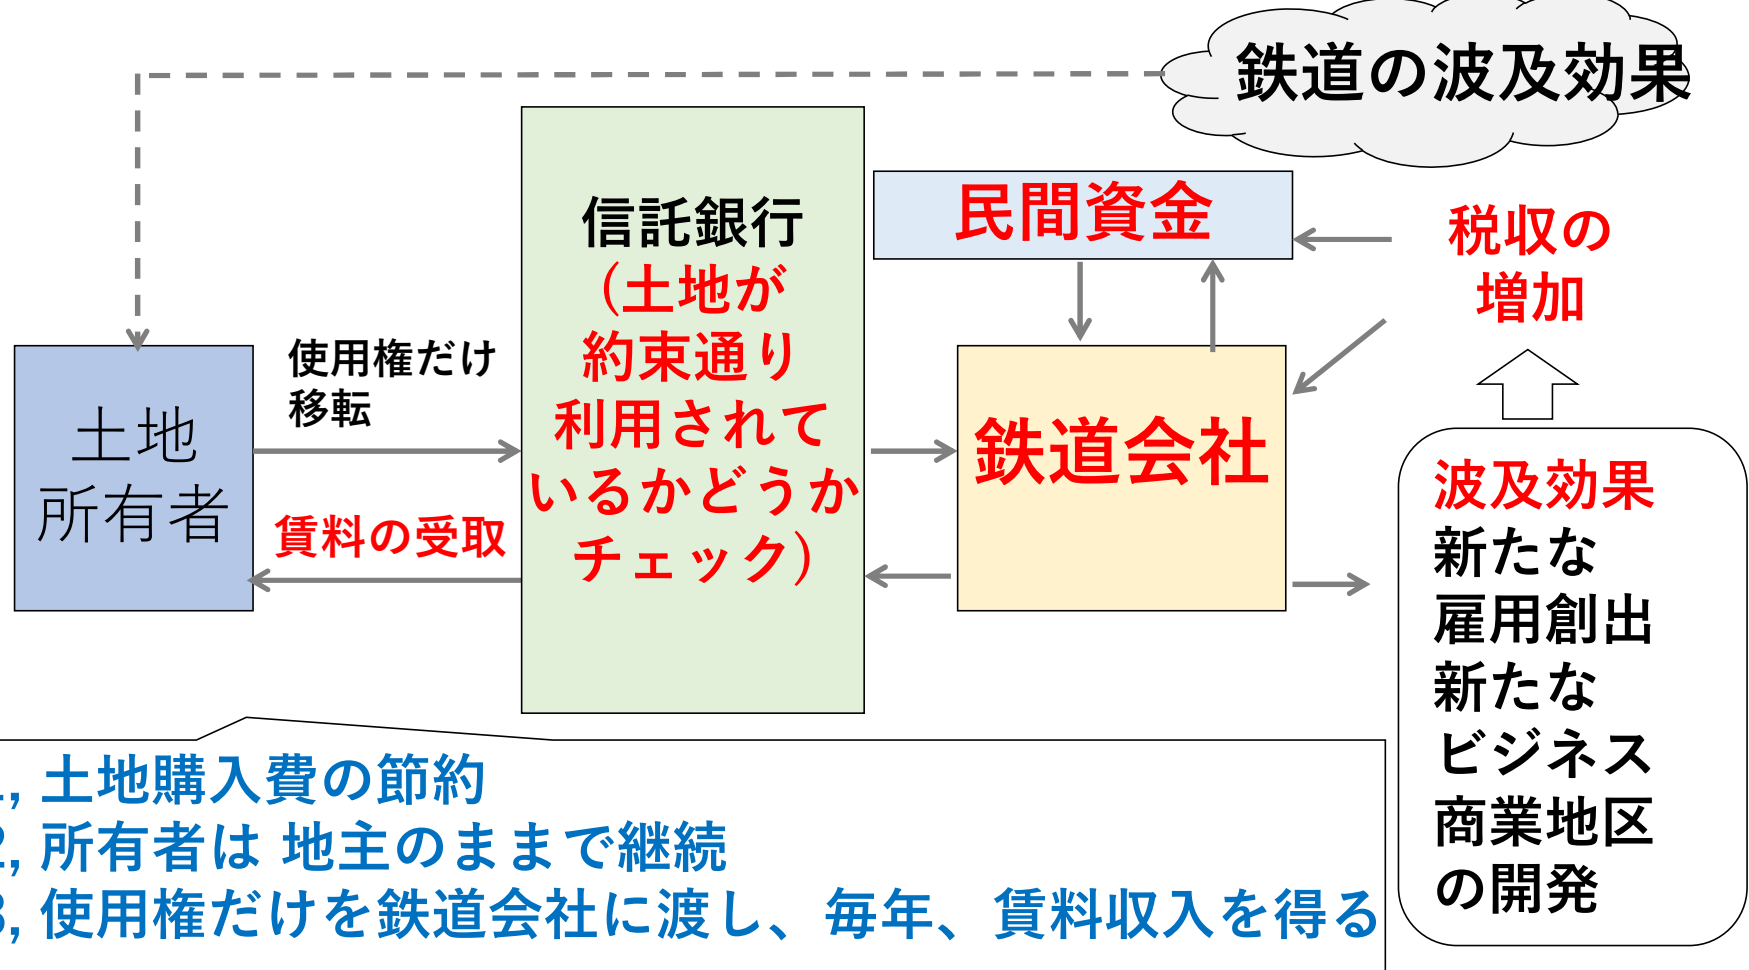 鉄道の波及効果
民間資金
税収の
増加
信託銀行
(土地が
約束通り
利用されて
いるかどうか
チェック)
使用権だけ
移転
土地
所有者
賃料の受取
鉄道会社
波及効果
新たな
雇用創出
新たな
ビジネス
商業地区
の開発
1, 土地購入費の節約
2, 所有者は 地主のままで継続
3, 使用権だけを鉄道会社に渡し、毎年、賃料収入を得る